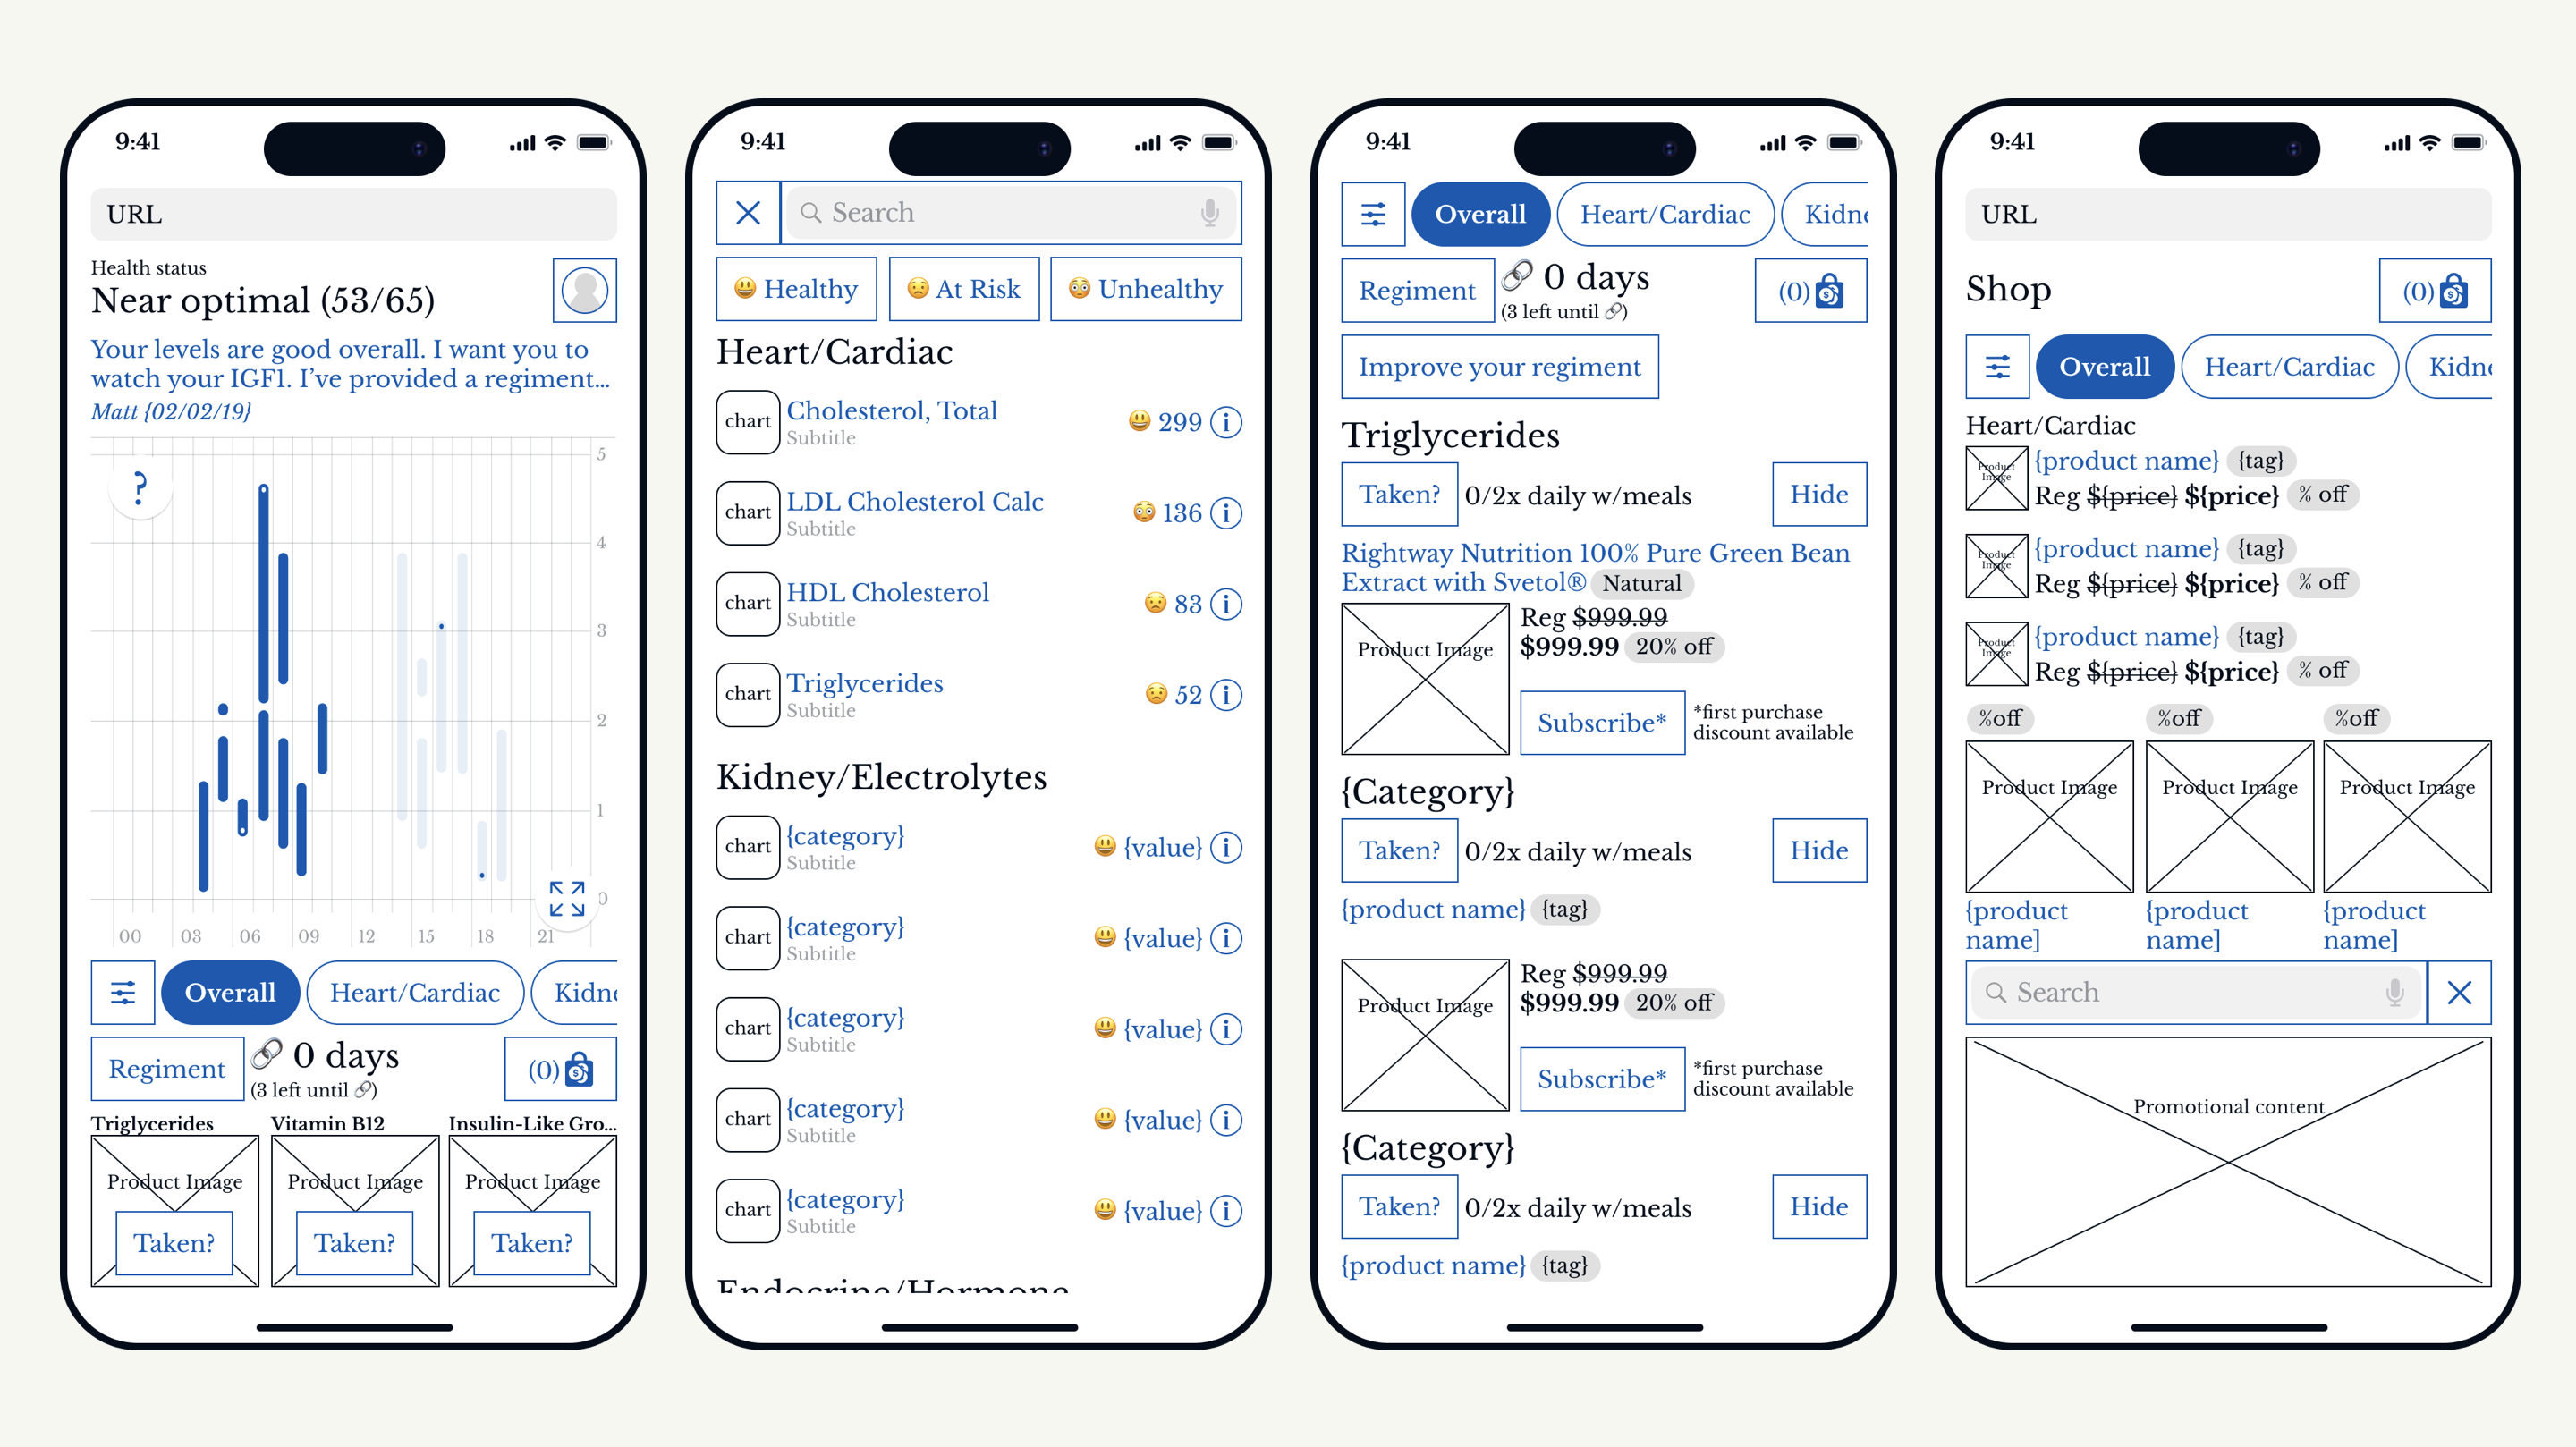 9:41
URL
Health status
Near optimal (53/65)
Your levels are good overall. I want you to
watch your IGF1. I’ve provided a regiment...
Matt {02/02/19}
?
5
4
3
2
1
0
00 03 06 09 12 15 18 21
Overall Heart/Cardiac Kidne
Regiment 0 days (0)
(3 left until )
Triglycerides Vitamin B12 Insulin-Like Gro...
Product Image Product Image Product Image
Taken? Taken? Taken?
9:41
Search
Healthy At Risk Unhealthy
Heart/Cardiac
chart Cholesterol, Total 299 i
Subtitle
chart LDL Cholesterol Calc 136 i
Subtitle
chart HDL Cholesterol 83 i
Subtitle
chart Triglycerides 52 i
Subtitle
Kidney/Electrolytes
chart {category} {value} i
Subtitle
chart {category} {value} i
Subtitle
chart {category} {value} i
Subtitle
chart {category} {value} i
Subtitle
chart {category} {value} i
Subtitle
Endocrine/Hormone
9:41
Overall Heart/Cardiac Kidne
Regiment 0 days (0)
(3 left until )
Improve your regiment
Triglycerides
Taken? 0/2x daily w/meals Hide
Rightway Nutrition 100% Pure Green Bean
Extract with Svetol® Natural
Product Image
Reg $999.99
$999.99 20% off
Subscribe* *first purchase
discount available
{Category}
Taken? 0/2x daily w/meals Hide
{product name} {tag}
Product Image
Reg $999.99
$999.99 20% off
Subscribe* *first purchase
discount available
{Category}
Taken? 0/2x daily w/meals Hide
{product name} {tag}
9:41
URL
Shop (0)
Overall Heart/Cardiac Kidne
Heart/Cardiac
Product
Image
{product name} {tag}
Reg ${price} ${price} % off
Product
Image
{product name} {tag}
Reg ${price} ${price} % off
Product
Image
{product name} {tag}
Reg ${price} ${price} % off
%off %off %off
Product Image Product Image Product Image
{product {product {product
name] name] name]
Search
Promotional content